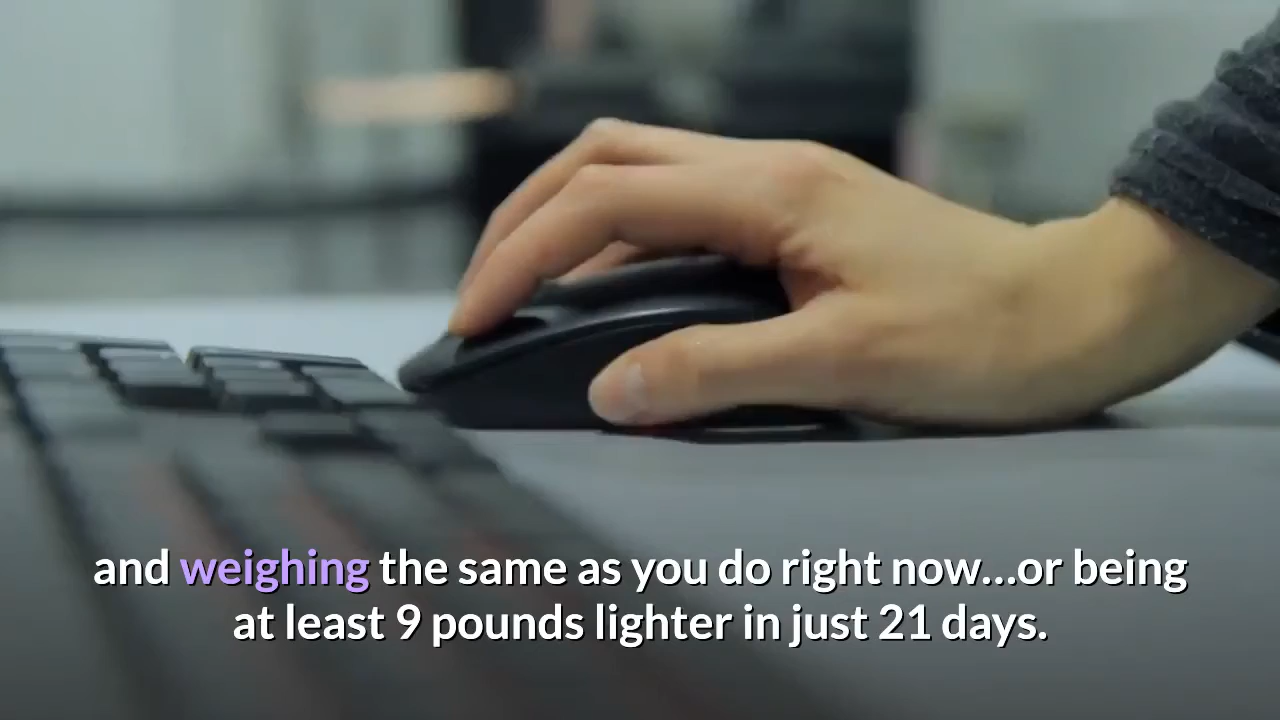 and weighing the same as you do right now...or being
at least 9 pounds lighter in just 21 days.